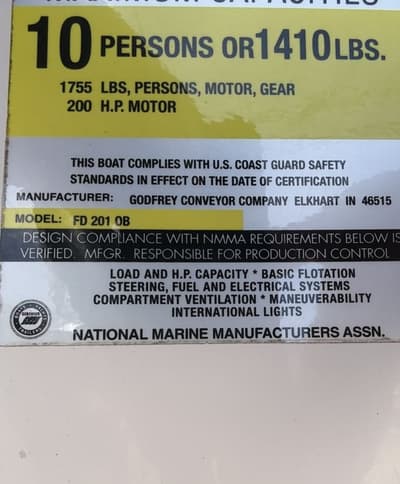 MAXIMUM CAPACITIES
10 PERSONS OR 1410 LBS.
1755 LBS, PERSONS, MOTOR, GEAR
200 H.P. MOTOR
THIS BOAT COMPLIES WITH U.S. COAST GUARD SAFETY
STANDARDS IN EFFECT ON THE DATE OF CERTIFICATION
MANUFACTURER: GODFREY CONVEYOR COMPANY ELKHART IN 46515
MODEL: FD 201 OB
DESIGN COMPLIANCE WITH NMMA REQUIREMENTS BELOW IS
VERIFIED. MFGR. RESPONSIBLE FOR PRODUCTION CONTROL
LOAD AND H.P. CAPACITY * BASIC FLOTATION
STEERING, FUEL AND ELECTRICAL SYSTEMS
COMPARTMENT VENTILATION * MANEUVERABILITY
INTERNATIONAL LIGHTS
NATIONAL MARINE MANUFACTURERS ASSN.